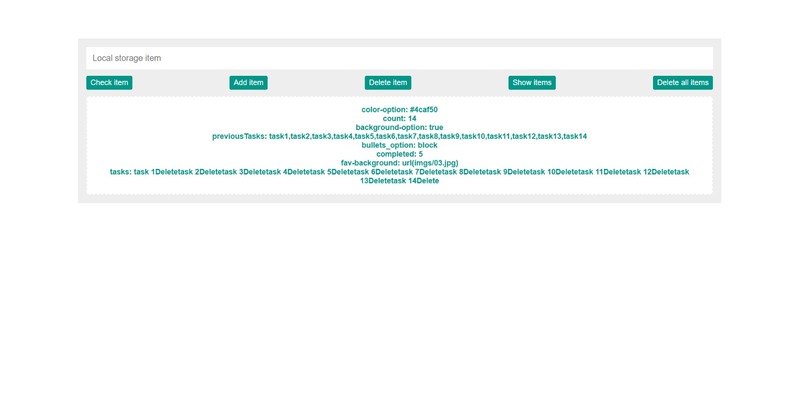 Local storage item
Check item
Add item
Delete item
Show items
Delete all items
color-option: #4caf50
count: 14
background-option: true
previousTasks: task1,task2,task3,task4,task5,task6,task7,task8,task9,task10,task11,task12,task13,task14
bullets_option: block
completed: 5
fav-background: url(imgs/03.jpg)
tasks: task 1Deletetask 2Deletetask 3Deletetask 4Deletetask 5Deletetask 6Deletetask 7Deletetask 8Deletetask 9Deletetask 10Deletetask 11Deletetask 12Deletetask
13Deletetask 14Delete